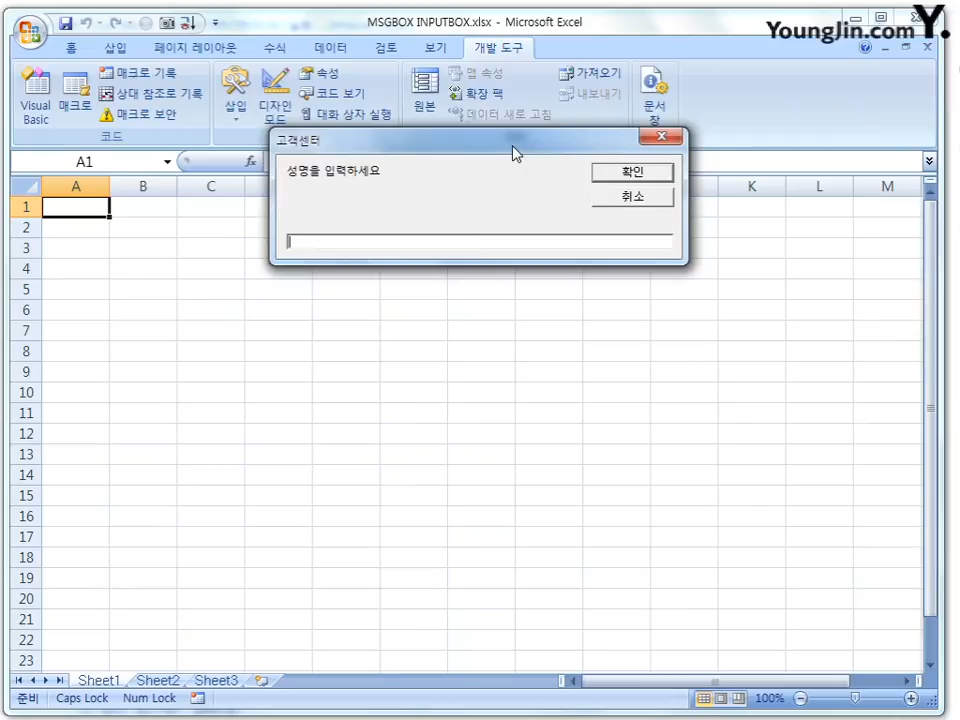 MSGBOX INPUTBOX.xlsx - Microsoft Excel
YoungJin.com Y.
홈 삽입 페이지 레이아웃 수식 데이터 검토 보기 개발 도구
Visual Basic
매크로
매크로 기록
상대 참조로 기록
매크로 보안
코드
삽입
디자인 모드
속성
코드 보기
대화 상자 실행
원본
맵 속성
확장 팩
데이터 새로 고침
가져오기
내보내기
문서
창
고객센터
성명을 입력하세요
확인
취소
A1
fx
A B C K L M
1
2
3
4
5
6
7
8
9
10
11
12
13
14
15
16
17
18
19
20
21
22
23
Sheet1 Sheet2 Sheet3
준비 Caps Lock Num Lock 100%